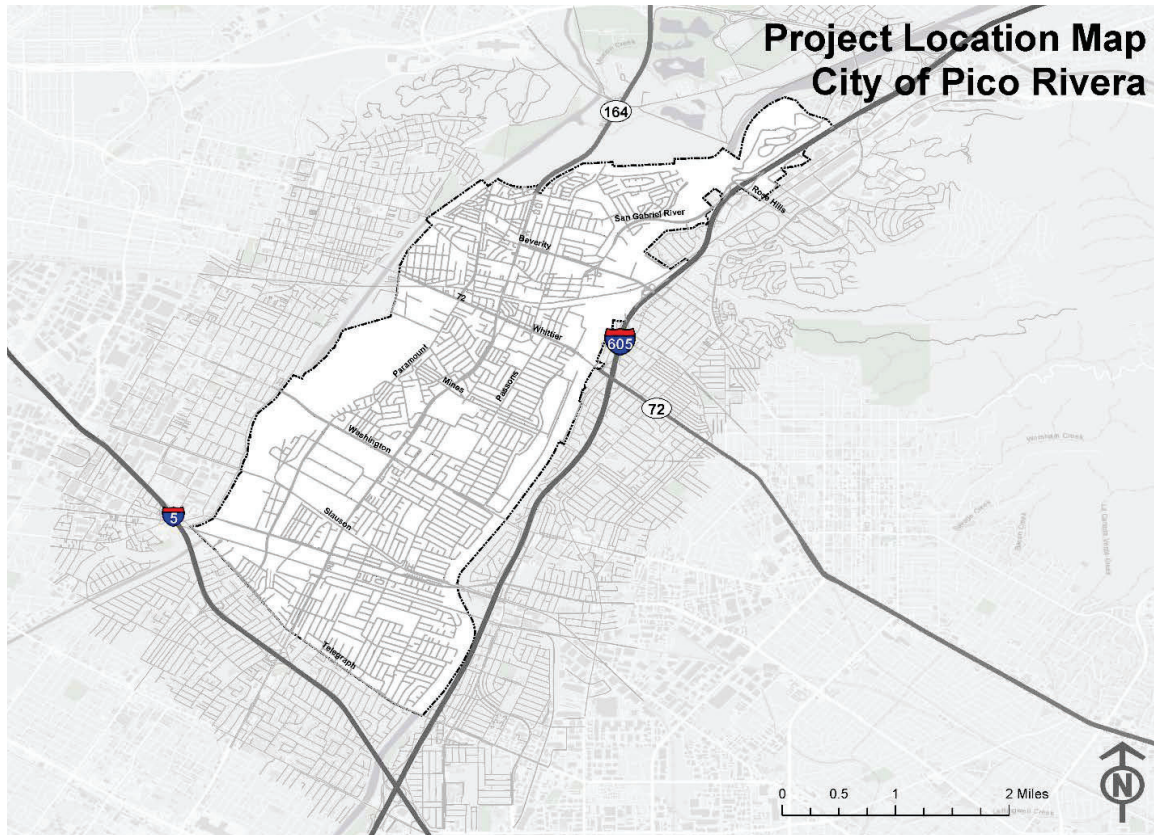 Project Location Map
City of Pico Rivera
164
Rose Hills
San Gabriel River
Beverity
72
Whittier
605
Paramount
Mines
Passons
72
Washington
Slauson
5
Telegraph
0 0.5 1 2 Miles
N